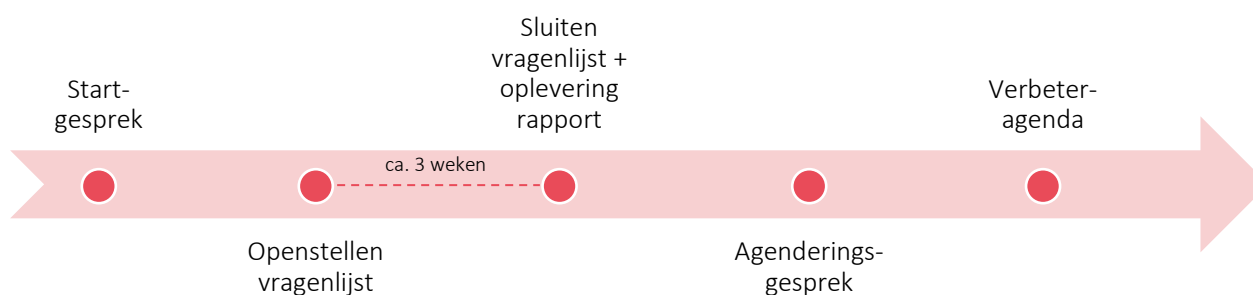 Start-
gesprek
Openstellen
vragenlijst
ca. 3 weken
Sluiten
vragenlijst +
oplevering
rapport
Agenderings-
gesprek
Verbeter-
agenda